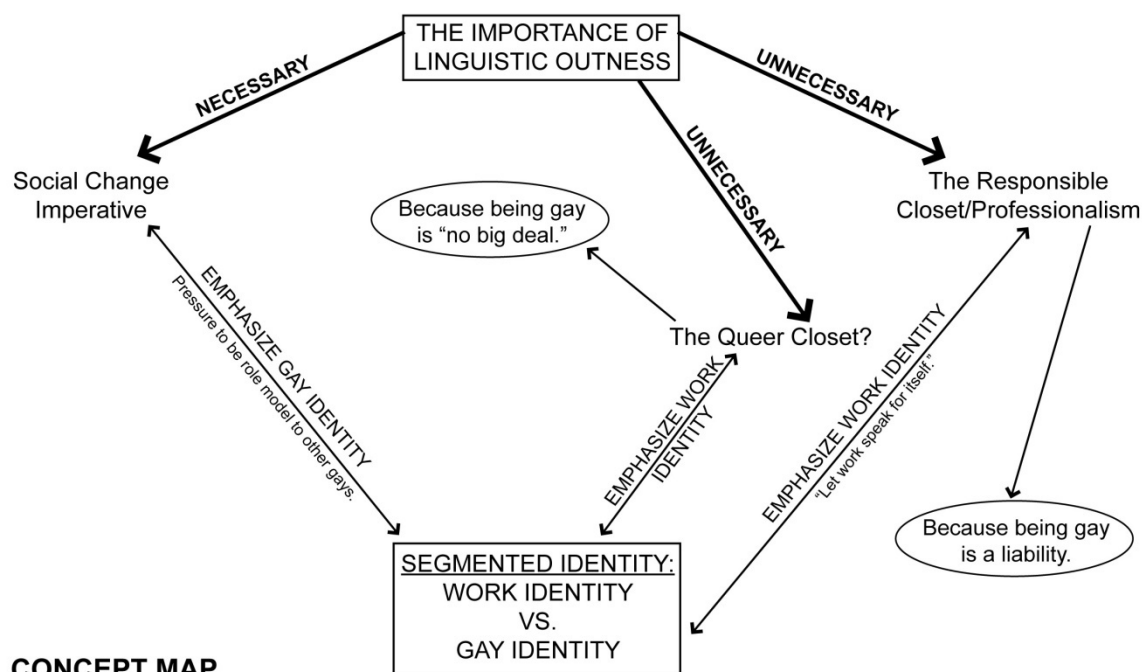 THE IMPORTANCE OF
LINGUISTIC OUTNESS
NECESSARY
UNNECESSARY
UNNECESSARY
Social Change
Imperative
Because being gay
is “no big deal.”
The Responsible
Closet/Professionalism
The Queer Closet?
EMPHASIZE GAY IDENTITY
Pressure to be role model to other gays.
EMPHASIZE WORK
IDENTITY
EMPHASIZE WORK IDENTITY
“Let work speak for itself.”
Because being gay
is a liability.
SEGMENTED IDENTITY:
WORK IDENTITY
VS.
GAY IDENTITY
CONCEPT MAP